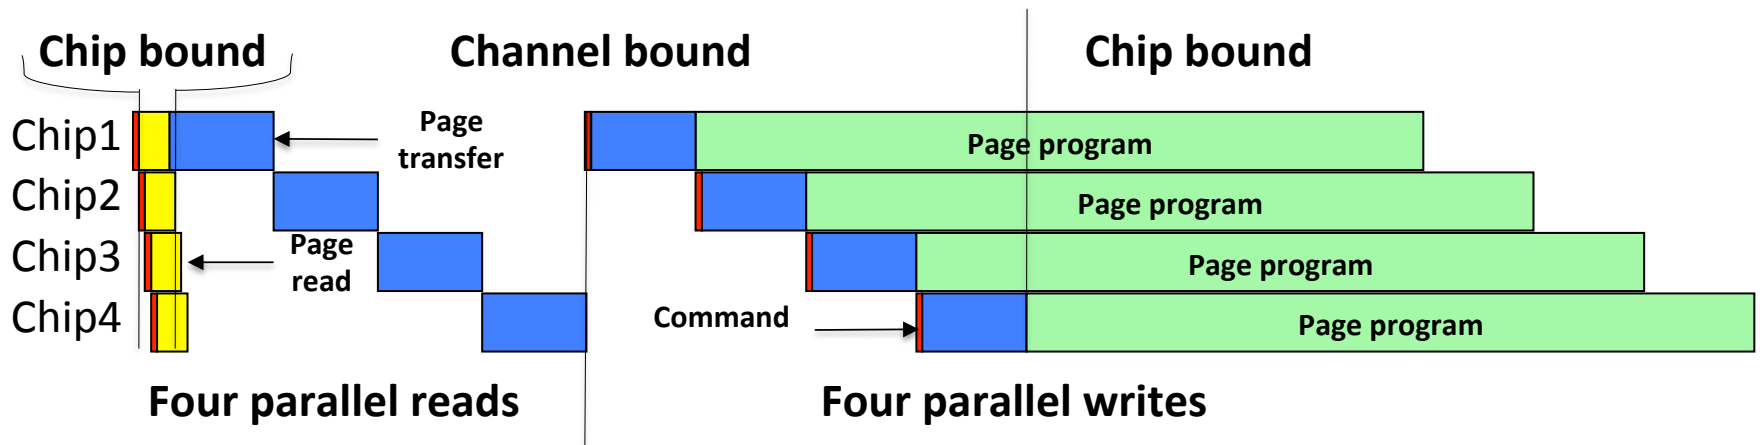 Chip bound
Channel bound
Chip bound
Chip1
Page
transfer
Page program
Chip2
Page program
Chip3
Page
read
Page program
Chip4
Command
Page program
Four parallel reads
Four parallel writes